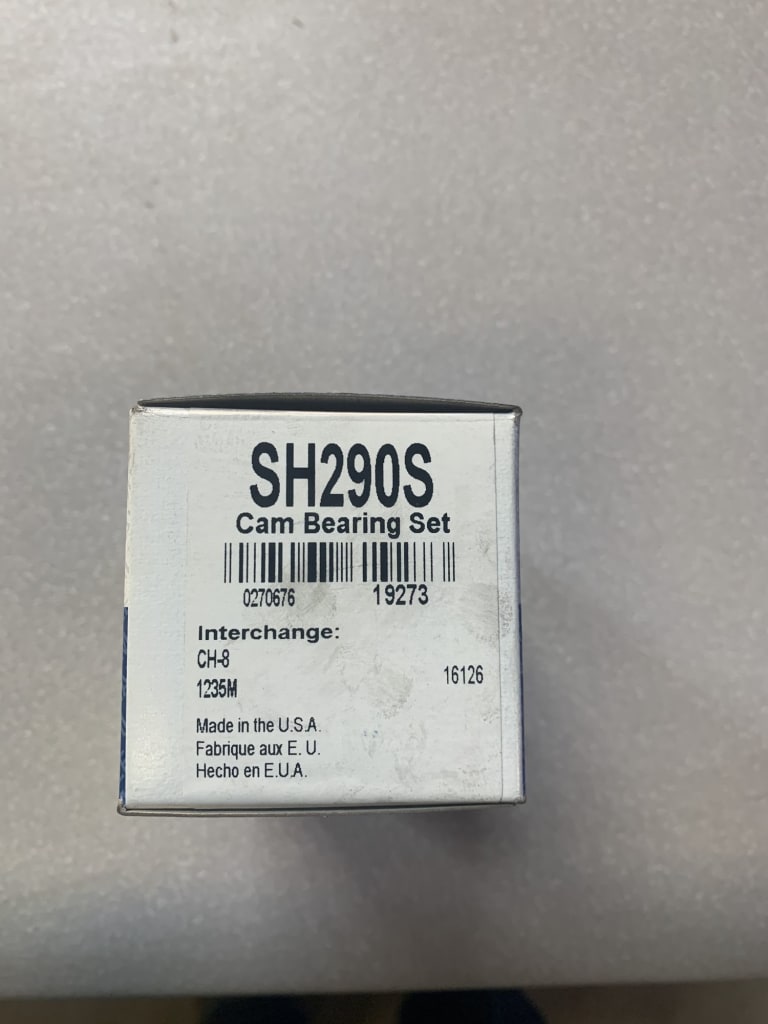 SH290S
Cam Bearing Set
0270676 19273
Interchange:
CH-8
1235M 16126
Made in the U.S.A.
Fabrique aux E. U.
Hecho en E.U.A.